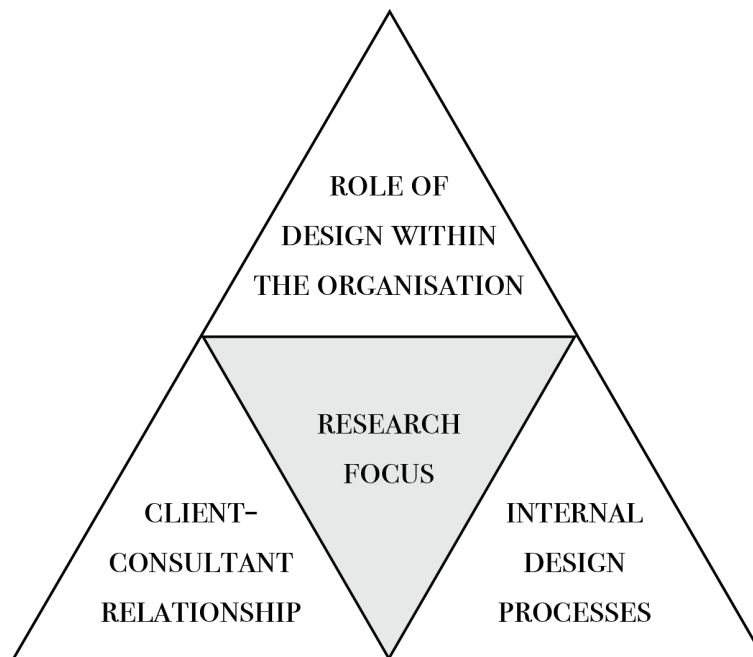 ROLE OF
DESIGN WITHIN
THE ORGANISATION
RESEARCH
FOCUS
CLIENT–
CONSULTANT
RELATIONSHIP
INTERNAL
DESIGN
PROCESSES